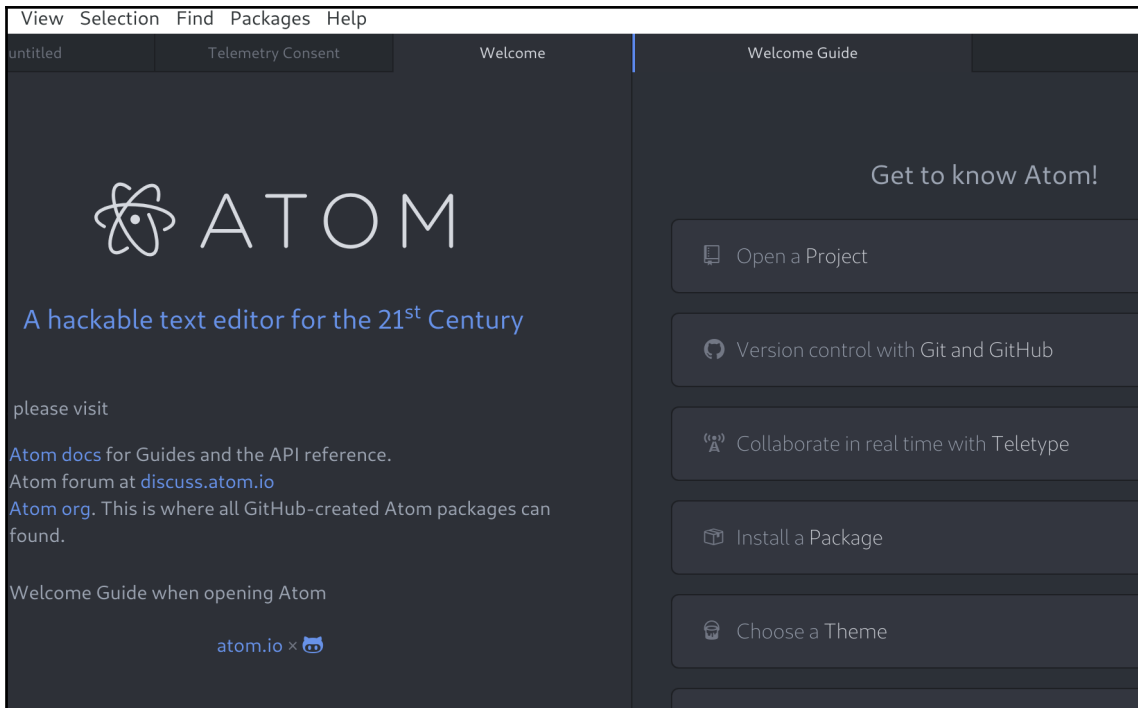 View Selection Find Packages Help
untitled
Telemetry Consent
Welcome
Welcome Guide
ATOM
A hackable text editor for the 21st Century
please visit
Atom docs for Guides and the API reference.
Atom forum at discuss.atom.io
Atom org. This is where all GitHub-created Atom packages can
found.
Welcome Guide when opening Atom
atom.io ×
Get to know Atom!
Open a Project
Version control with Git and GitHub
Collaborate in real time with Teletype
Install a Package
Choose a Theme